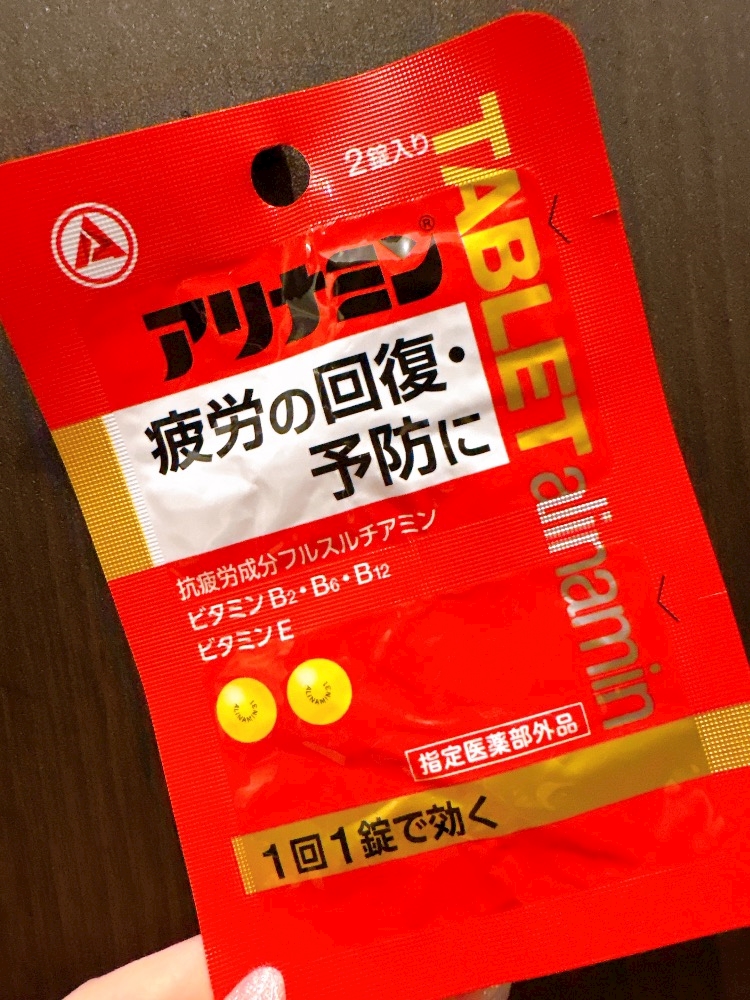 2錠入り
アリナミン®
疲労の回復・
予防に
TABLET alinamin
抗疲労成分フルスルチアミン
ビタミンB2・B6・B12
ビタミンE
ALINAMIN
ALINAMIN
指定医薬部外品
1回1錠で効く